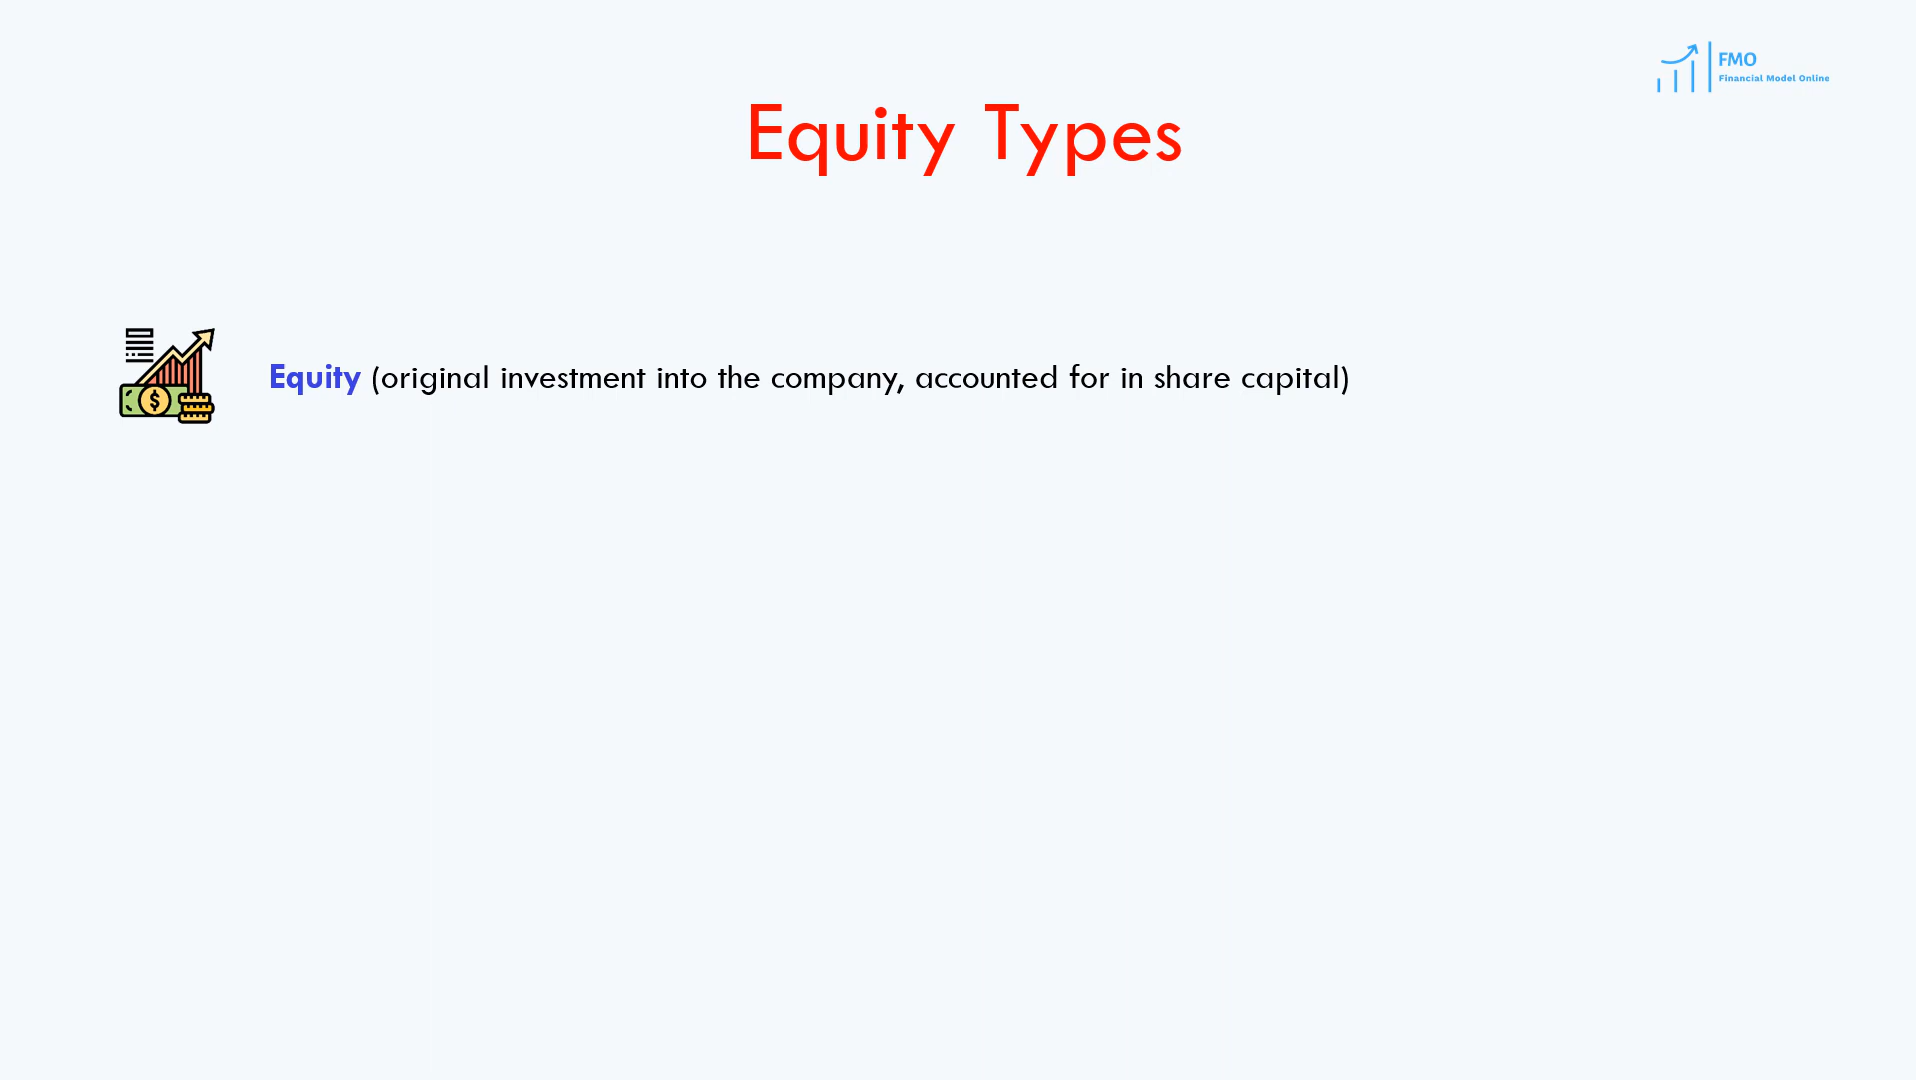 FMO
Financial Model Online
Equity Types
Equity (original investment into the company, accounted for in share capital)
$